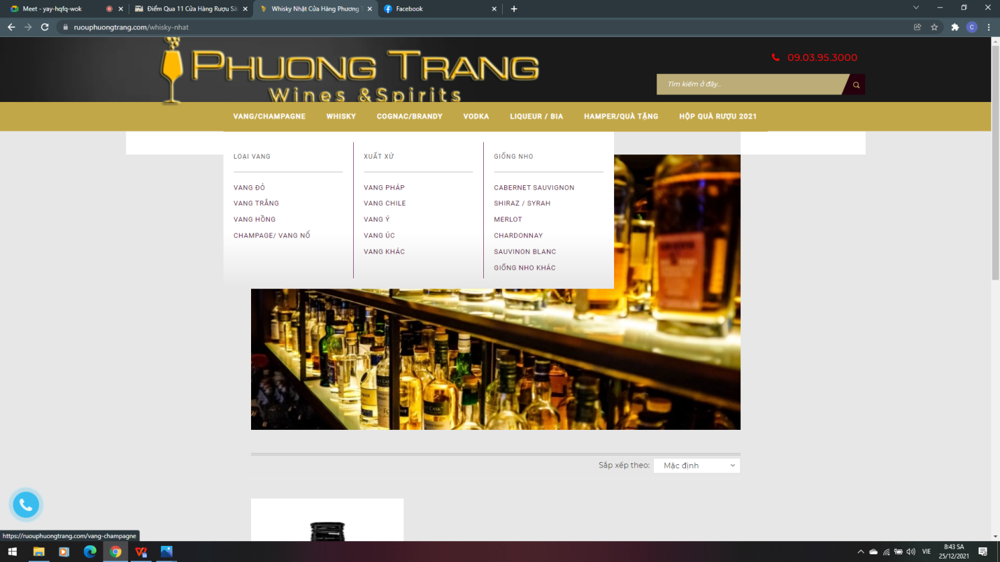 Meet - yay-hqfq-wok
Điểm Qua 11 Cửa Hàng Rượu
Whisky Nhật Cửa Hàng Phương
Facebook
ruouphuongtrang.com/whisky-nhat
C
PHUONG TRANG
Wines & Spirits
09.03.95.3000
Tìm kiếm ở đây...
VANG/CHAMPAGNE WHISKY COGNAC/BRANDY VODKA LIQUEUR / BIA HAMPER/QUÀ TẶNG HỘP QUÀ RƯỢU 2021
LOẠI VANG
VANG ĐỎ
VANG TRẮNG
VANG HỒNG
CHAMPAGE/ VANG NỔ
XUẤT XỨ
VANG PHÁP
VANG CHILE
VANG Ý
VANG ÚC
VANG KHÁC
GIỐNG NHO
CABERNET SAUVIGNON
SHIRAZ / SYRAH
MERLOT
CHARDONNAY
SAUVINON BLANC
GIỐNG NHO KHÁC
Sắp xếp theo: Mặc định
https://ruouphuongtrang.com/vang-champagne
VIE
8:43 SA
25/12/2021